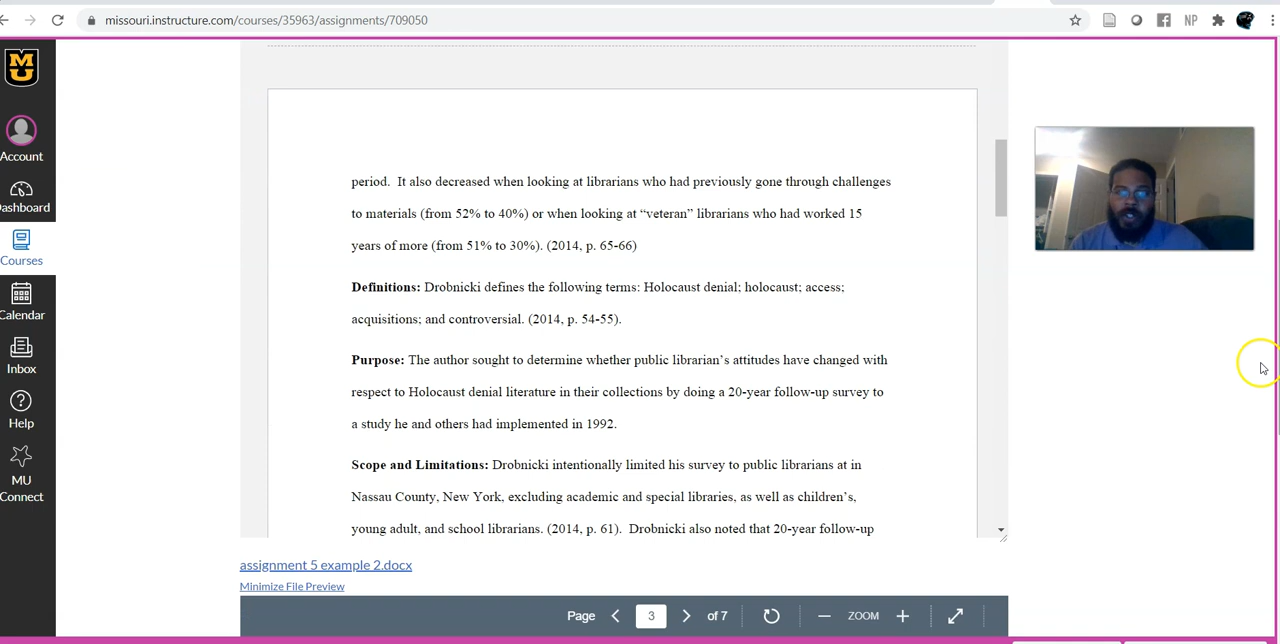 missouri.instructure.com/courses/35963/assignments/709050
NP
MU
Account
Dashboard
Courses
Calendar
Inbox
Help
MU
Connect
period. It also decreased when looking at librarians who had previously gone through challenges
to materials (from 52% to 40%) or when looking at “veteran” librarians who had worked 15
years of more (from 51% to 30%). (2014, p. 65-66)
Definitions: Drobnicki defines the following terms: Holocaust denial; holocaust; access;
acquisitions; and controversial. (2014, p. 54-55).
Purpose: The author sought to determine whether public librarian’s attitudes have changed with
respect to Holocaust denial literature in their collections by doing a 20-year follow-up survey to
a study he and others had implemented in 1992.
Scope and Limitations: Drobnicki intentionally limited his survey to public librarians at in
Nassau County, New York, excluding academic and special libraries, as well as children’s,
young adult, and school librarians. (2014, p. 61). Drobnicki also noted that 20-year follow-up
assignment 5 example 2.docx
Minimize File Preview
Page 3 of 7 ZOOM